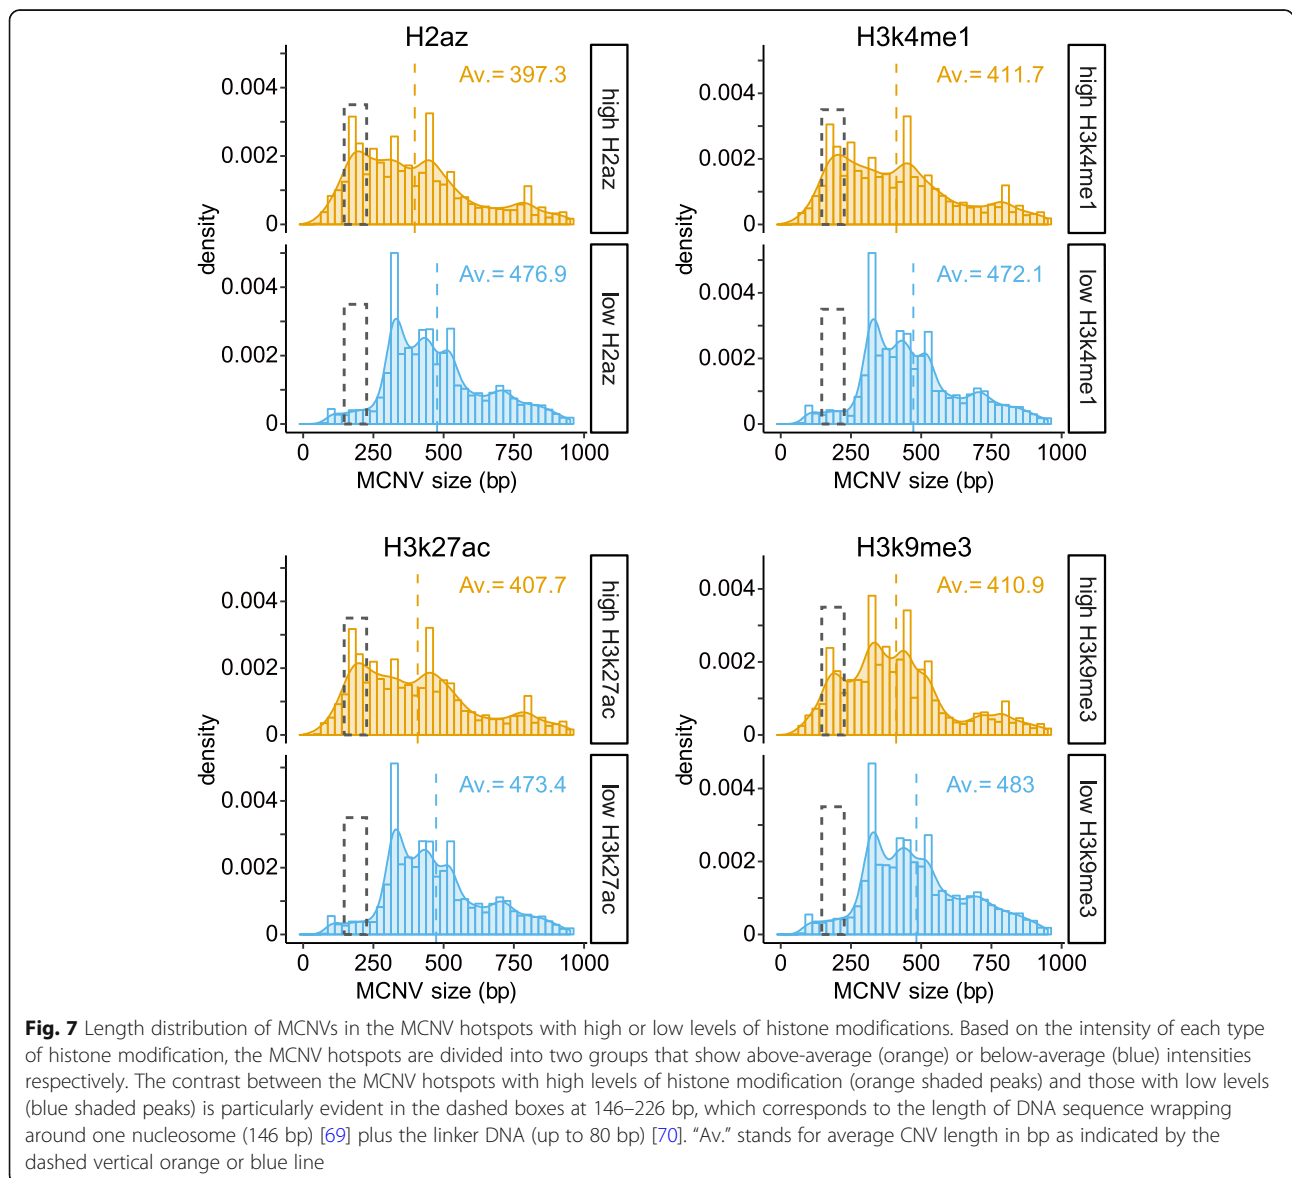 H2az
H3k4me1
density
0.004
0.002
0
Av.= 397.3
high H2az
0.004
0.002
0
Av.= 476.9
low H2az
0 250 500 750 1000
MCNV size (bp)
density
0.004
0.002
0
Av.= 411.7
high H3k4me1
0.004
0.002
0
Av.= 472.1
low H3k4me1
0 250 500 750 1000
MCNV size (bp)
H3k27ac
H3k9me3
density
0.004
0.002
0
Av.= 407.7
high H3k27ac
0.004
0.002
0
Av.= 473.4
low H3k27ac
0 250 500 750 1000
MCNV size (bp)
density
0.004
0.002
0
Av.= 410.9
high H3k9me3
0.004
0.002
0
Av.= 483
low H3k9me3
0 250 500 750 1000
MCNV size (bp)
Fig. 7 Length distribution of MCNVs in the MCNV hotspots with high or low levels of histone modifications. Based on the intensity of each type
of histone modification, the MCNV hotspots are divided into two groups that show above-average (orange) or below-average (blue) intensities
respectively. The contrast between the MCNV hotspots with high levels of histone modification (orange shaded peaks) and those with low levels
(blue shaded peaks) is particularly evident in the dashed boxes at 146–226 bp, which corresponds to the length of DNA sequence wrapping
around one nucleosome (146 bp) [69] plus the linker DNA (up to 80 bp) [70]. “Av.” stands for average CNV length in bp as indicated by the
dashed vertical orange or blue line